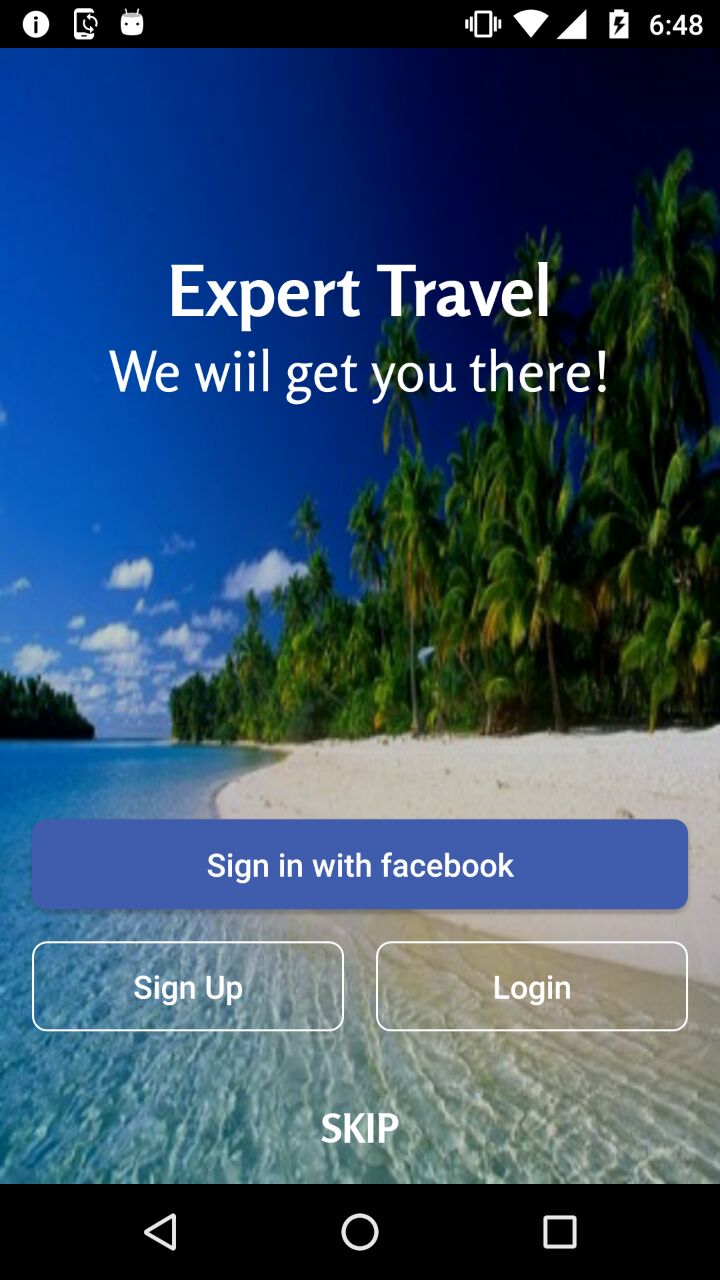 6:48
Expert Travel
We wiil get you there!
Sign in with facebook
Sign Up
Login
SKIP